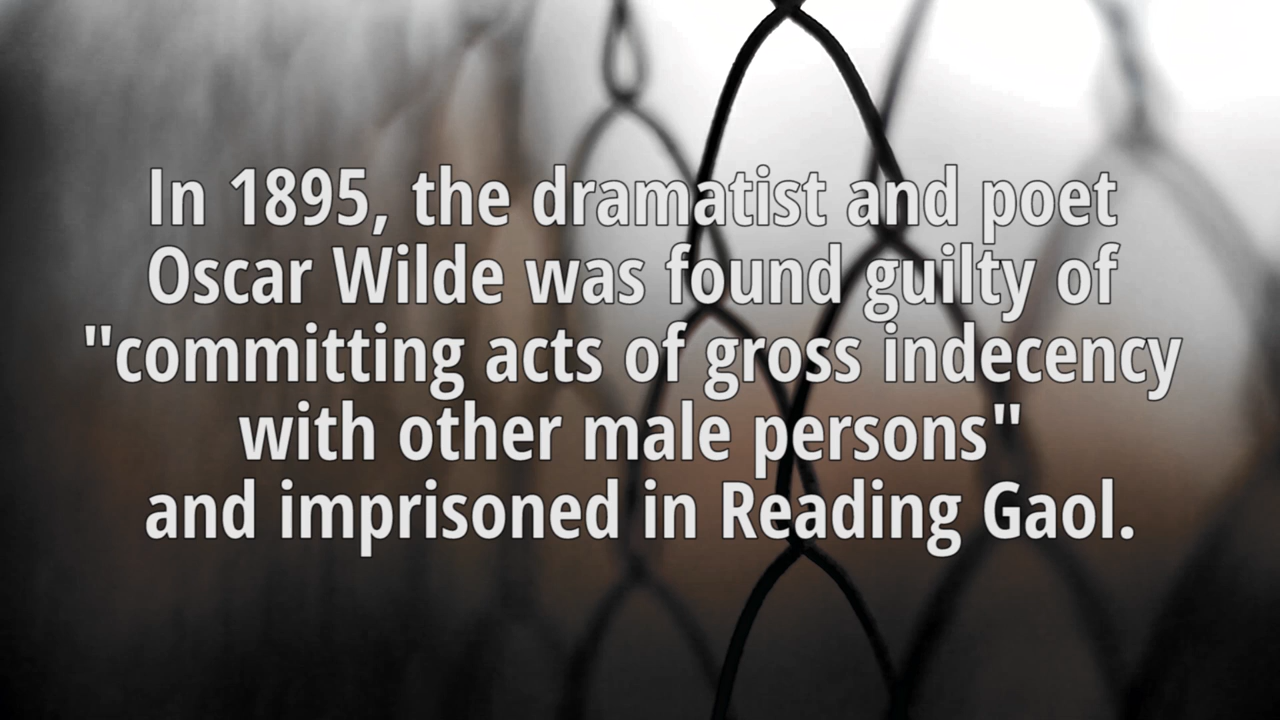 In 1895, the dramatist and poet
Oscar Wilde was found guilty of
"committing acts of gross indecency
with other male persons"
and imprisoned in Reading Gaol.